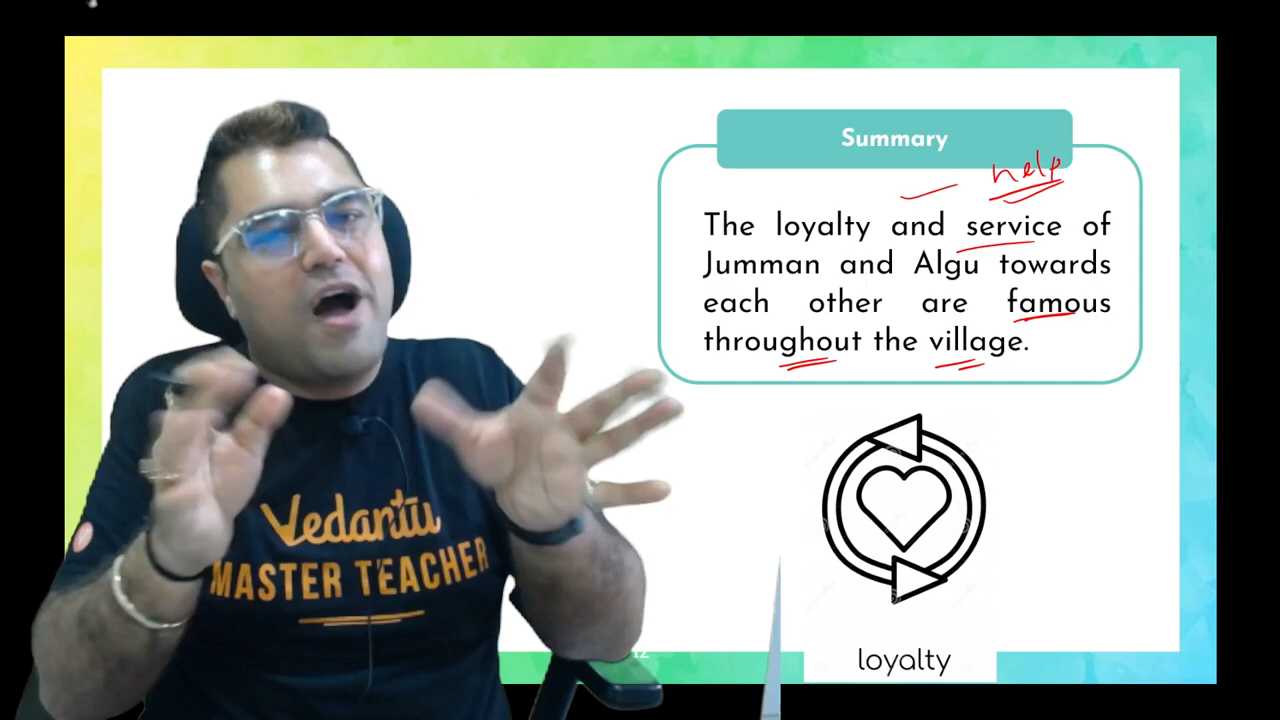 Summary
help
The loyalty and service of
Jumman and Algu towards
each other are famous
throughout the village.
Vedantu
MASTER TEACHER
12
loyalty